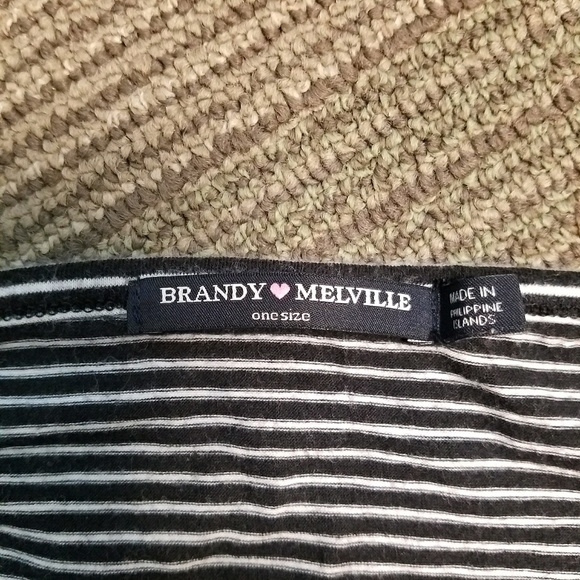 BRANDY MELVILLE
one size
MADE IN
PHILIPPINE
ISLANDS